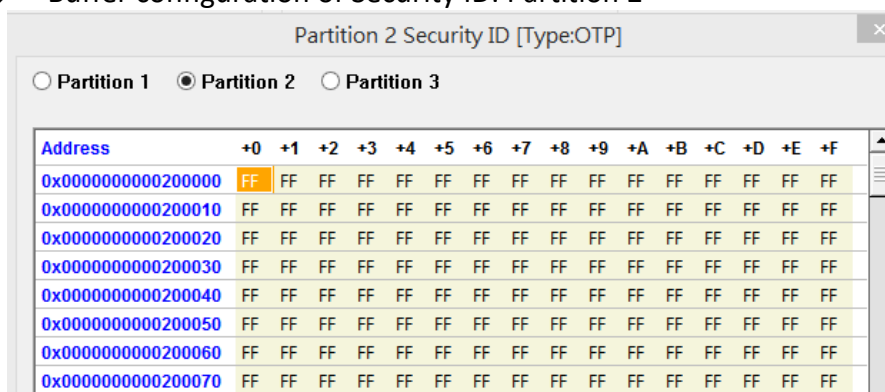 Buffer configuration of Security ID: Partition 2
Partition 2 Security ID [Type:OTP]
Partition 1 Partition 2 Partition 3
Address +0 +1 +2 +3 +4 +5 +6 +7 +8 +9 +A +B +C +D +E +F
0x0000000000200000 FF FF FF FF FF FF FF FF FF FF FF FF FF FF FF FF
0x0000000000200010 FF FF FF FF FF FF FF FF FF FF FF FF FF FF FF FF
0x0000000000200020 FF FF FF FF FF FF FF FF FF FF FF FF FF FF FF FF
0x0000000000200030 FF FF FF FF FF FF FF FF FF FF FF FF FF FF FF FF
0x0000000000200040 FF FF FF FF FF FF FF FF FF FF FF FF FF FF FF FF
0x0000000000200050 FF FF FF FF FF FF FF FF FF FF FF FF FF FF FF FF
0x0000000000200060 FF FF FF FF FF FF FF FF FF FF FF FF FF FF FF FF
0x0000000000200070 FF FF FF FF FF FF FF FF FF FF FF FF FF FF FF FF